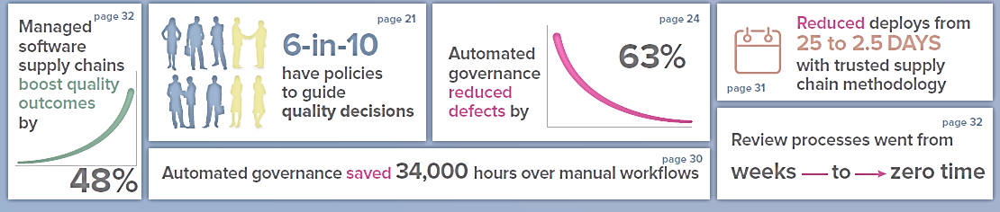 page 32
Managed
software
supply chains
boost quality
outcomes
by
48%
page 21
6-in-10
have policies
to guide
quality decisions
page 24
Automated
governance
reduced
defects by
63%
page 30
Automated governance saved 34,000 hours over manual workflows
Reduced deploys from
25 to 2.5 DAYS
with trusted supply
chain methodology
page 31
page 32
Review processes went from
weeks to zero time